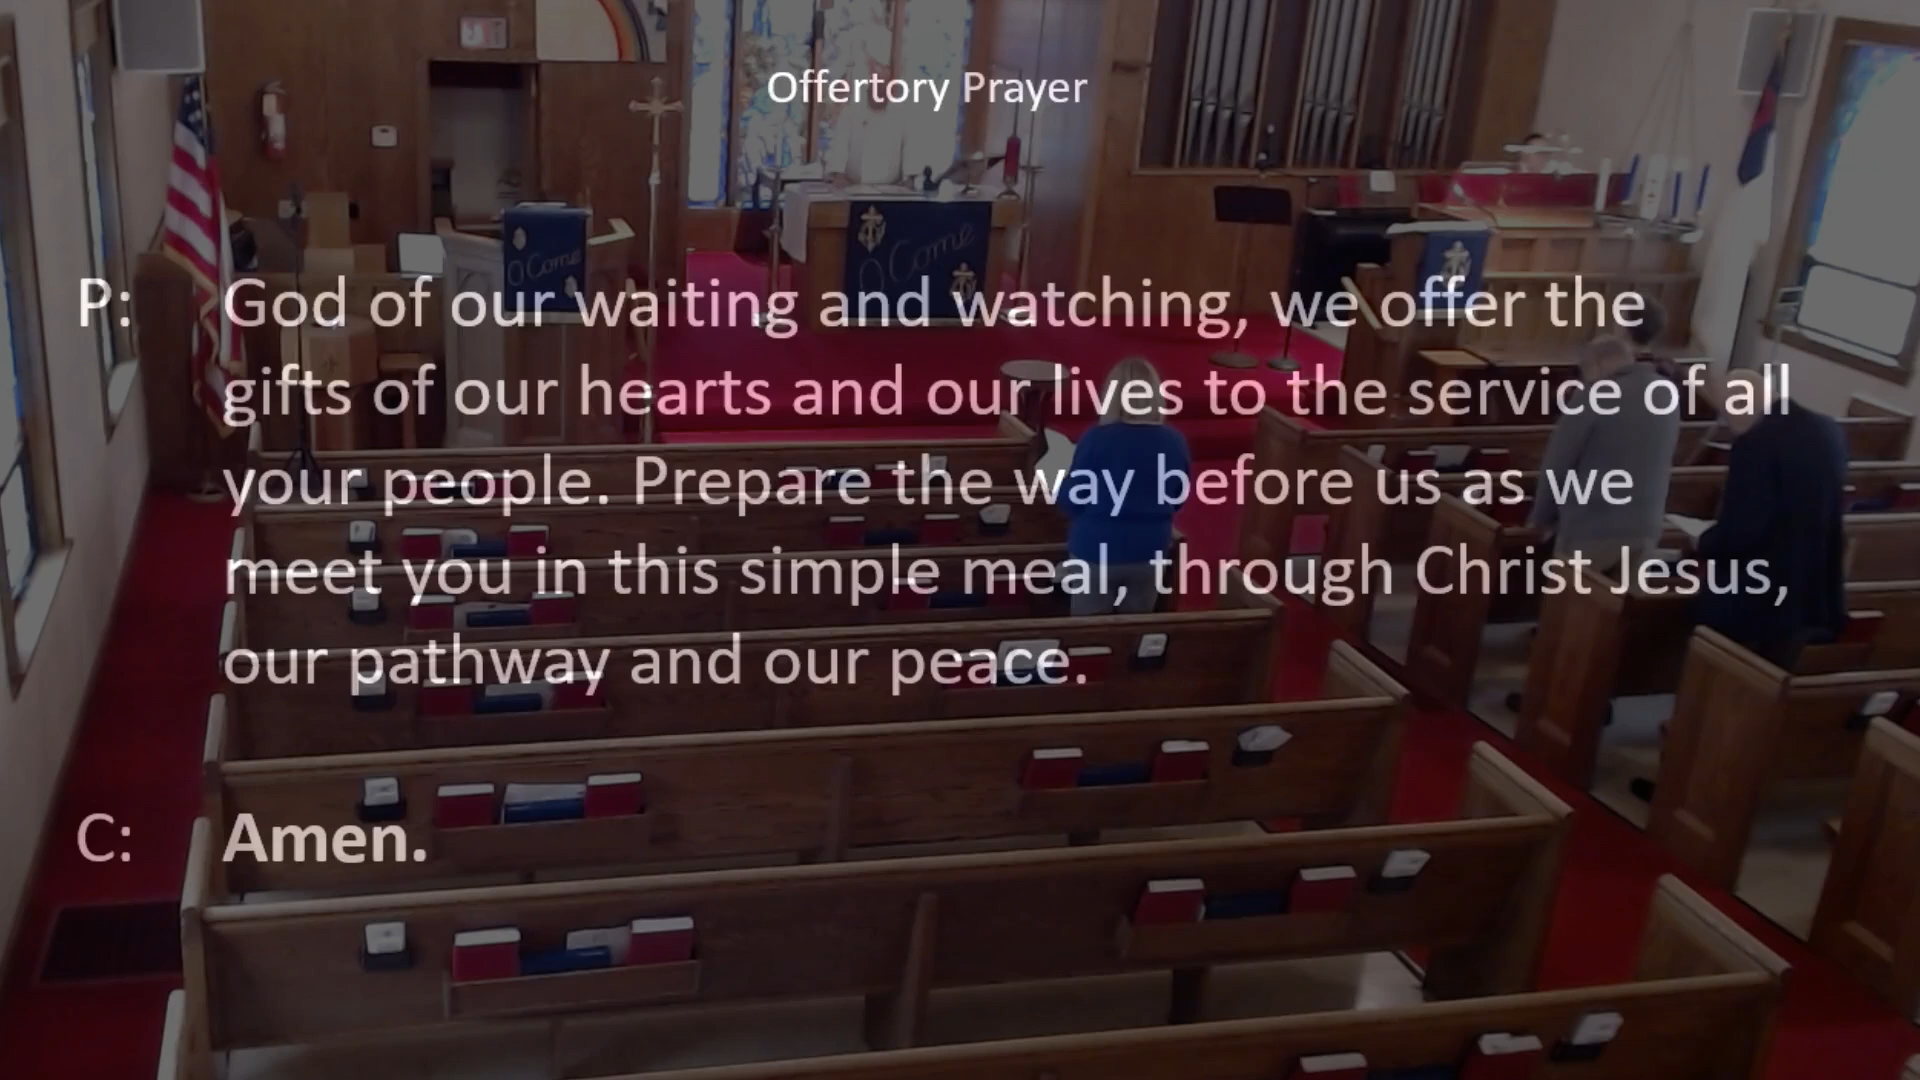 Offertory Prayer
O Come
O Come
P: God of our waiting and watching, we offer the
gifts of our hearts and our lives to the service of all
your people. Prepare the way before us as we
meet you in this simple meal, through Christ Jesus,
our pathway and our peace.
C: Amen.